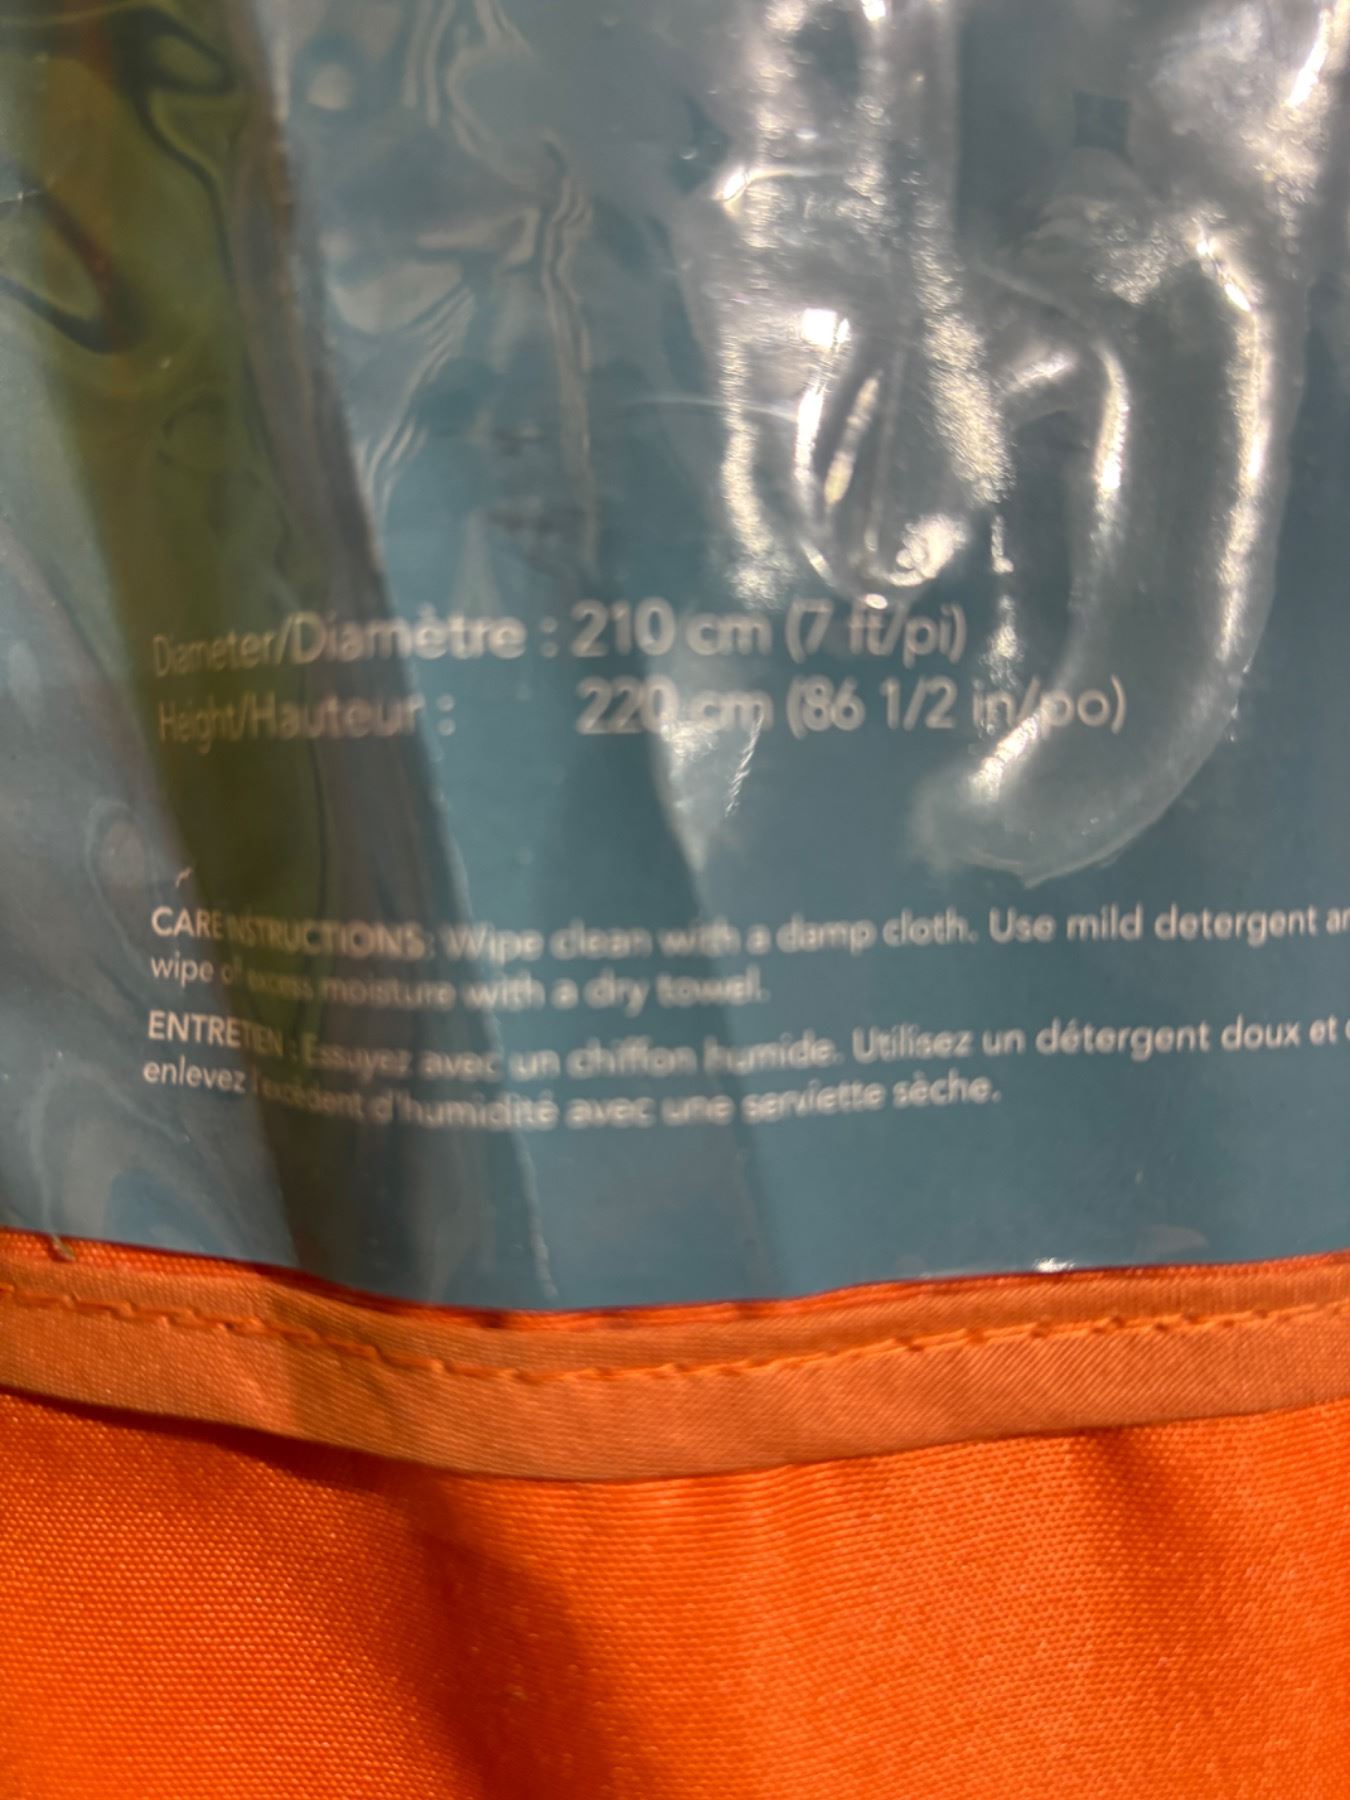 Diameter/Diamètre : 210 cm (7 ft/pi)
Height/Hauteur : 220 cm (86 1/2 in/po)
CARE INSTRUCTIONS: Wipe clean with a damp cloth. Use mild detergent
wipe of excess moisture with a dry towel.
ENTRETIEN : Essuyez avec un chiffon humide. Utilisez un détergent doux et
enlevez l'excédent d'humidité avec une serviette sèche.